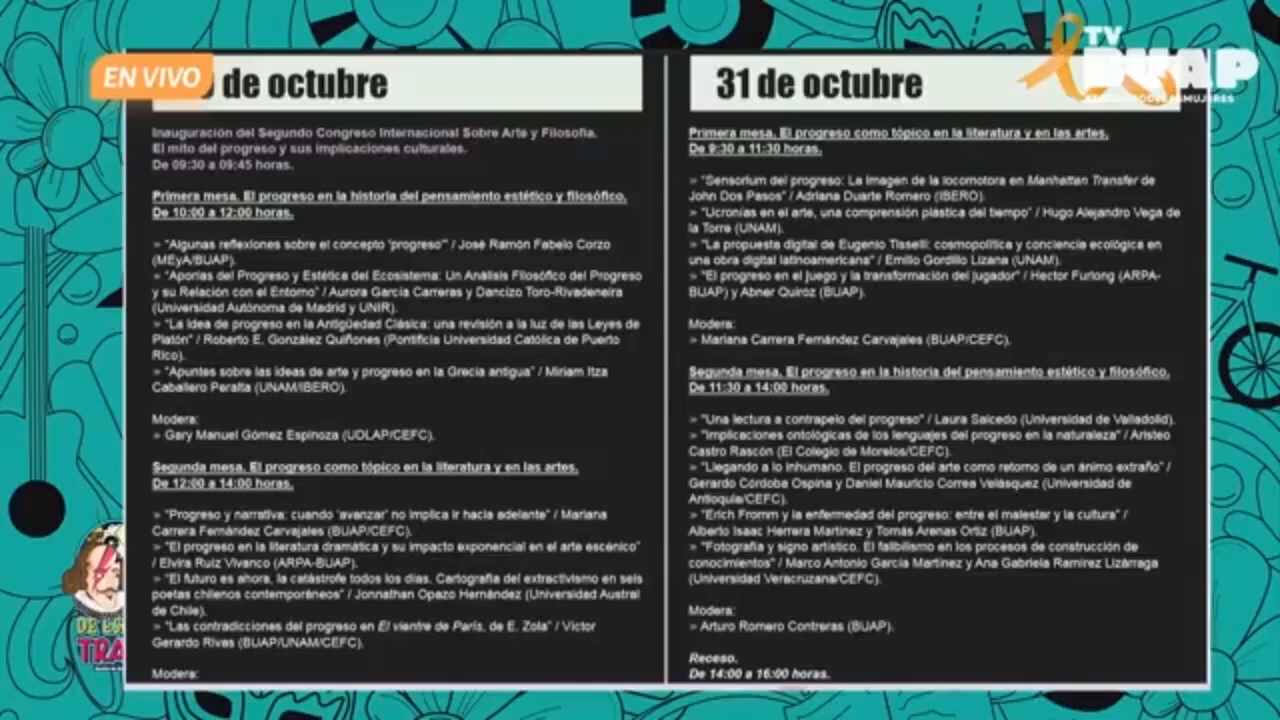 EN VIVO
de octubre
Inauguración del Segundo Congreso Internacional Sobre Arte y Filosofía.
El mito del progreso y sus implicaciones culturales.
De 09:30 a 09:45 horas.
Primera mesa. El progreso en la historia del pensamiento estético y filosófico.
De 10:00 a 12:00 horas.
» "Algunas reflexiones sobre el concepto 'progreso'" / José Ramón Fabelo Corzo
(MEyA/BUAP).
» "Aporías del Progreso y Estética del Ecosistema: Un Análisis Filosófico del Progreso
y su Relación con el Entorno" / Aurora García Carreras y Dancizo Toro-Rivadeneira
(Universidad Autónoma de Madrid y UNIR).
» "La idea de progreso en la Antigüedad Clásica: una revisión a la luz de las Leyes de
Platón" / Roberto E. González Quiñones (Pontificia Universidad Católica de Puerto
Rico).
» "Apuntes sobre las ideas de arte y progreso en la Grecia antigua" / Miriam Itza
Caballero Peralta (UNAM/IBERO).
Modera:
» Gary Manuel Gómez Espinoza (UDLAP/CEFC).
Segunda mesa. El progreso como tópico en la literatura y en las artes.
De 12:00 a 14:00 horas.
» "Progreso y narrativa: cuando 'avanzar' no implica ir hacia adelante" / Mariana
Carrera Fernández Carvajales (BUAP/CEFC).
» "El progreso en la literatura dramática y su impacto exponencial en el arte escénico"
/ Elvira Ruiz Vivanco (ARPA-BUAP).
» "El futuro es ahora, la catástrofe todos los días. Cartografía del extractivismo en seis
poetas chilenos contemporáneos" / Jonnathan Opazo Hernández (Universidad Austral
de Chile).
» "Las contradicciones del progreso en El vientre de París, de E. Zola" / Víctor
Gerardo Rivas (BUAP/UNAM/CEFC).
Modera:
31 de octubre
Primera mesa. El progreso como tópico en la literatura y en las artes.
De 9:30 a 11:30 horas.
» "Sensorium del progreso: La imagen de la locomotora en Manhattan Transfer de
John Dos Pasos" / Adriana Duarte Romero (IBERO).
» "Ucronías en el arte, una comprensión plástica del tiempo" / Hugo Alejandro Vega de
la Torre (UNAM).
» "La propuesta digital de Eugenio Tisselli: cosmopolítica y conciencia ecológica en
una obra digital latinoamericana" / Emilio Gordillo Lizana (UNAM).
» "El progreso en el juego y la transformación del jugador" / Hector Furlong (ARPA-
BUAP) y Abner Quiróz (BUAP).
Modera:
» Mariana Carrera Fernández Carvajales (BUAP/CEFC).
Segunda mesa. El progreso en la historia del pensamiento estético y filosófico.
De 11:30 a 14:00 horas.
» "Una lectura a contrapelo del progreso" / Laura Salcedo (Universidad de Valladolid).
» "Implicaciones ontológicas de los lenguajes del progreso en la naturaleza" / Aristeo
Castro Rascón (El Colegio de Morelos/CEFC).
» "Llegando a lo inhumano. El progreso del arte como retorno de un ánimo extraño" /
Gerardo Córdoba Ospina y Daniel Mauricio Correa Velásquez (Universidad de
Antioquia/CEFC).
» "Erich Fromm y la enfermedad del progreso: entre el malestar y la cultura" /
Alberto Isaac Herrera Martínez y Tomás Arenas Ortiz (BUAP).
» "Fotografía y signo artístico. El falibilismo en los procesos de construcción de
conocimientos" / Marco Antonio García Martínez y Ana Gabriela Ramírez Lizárraga
(Universidad Veracruzana/CEFC).
Modera:
» Arturo Romero Contreras (BUAP).
Receso.
De 14:00 a 16:00 horas.
TV
BUAP